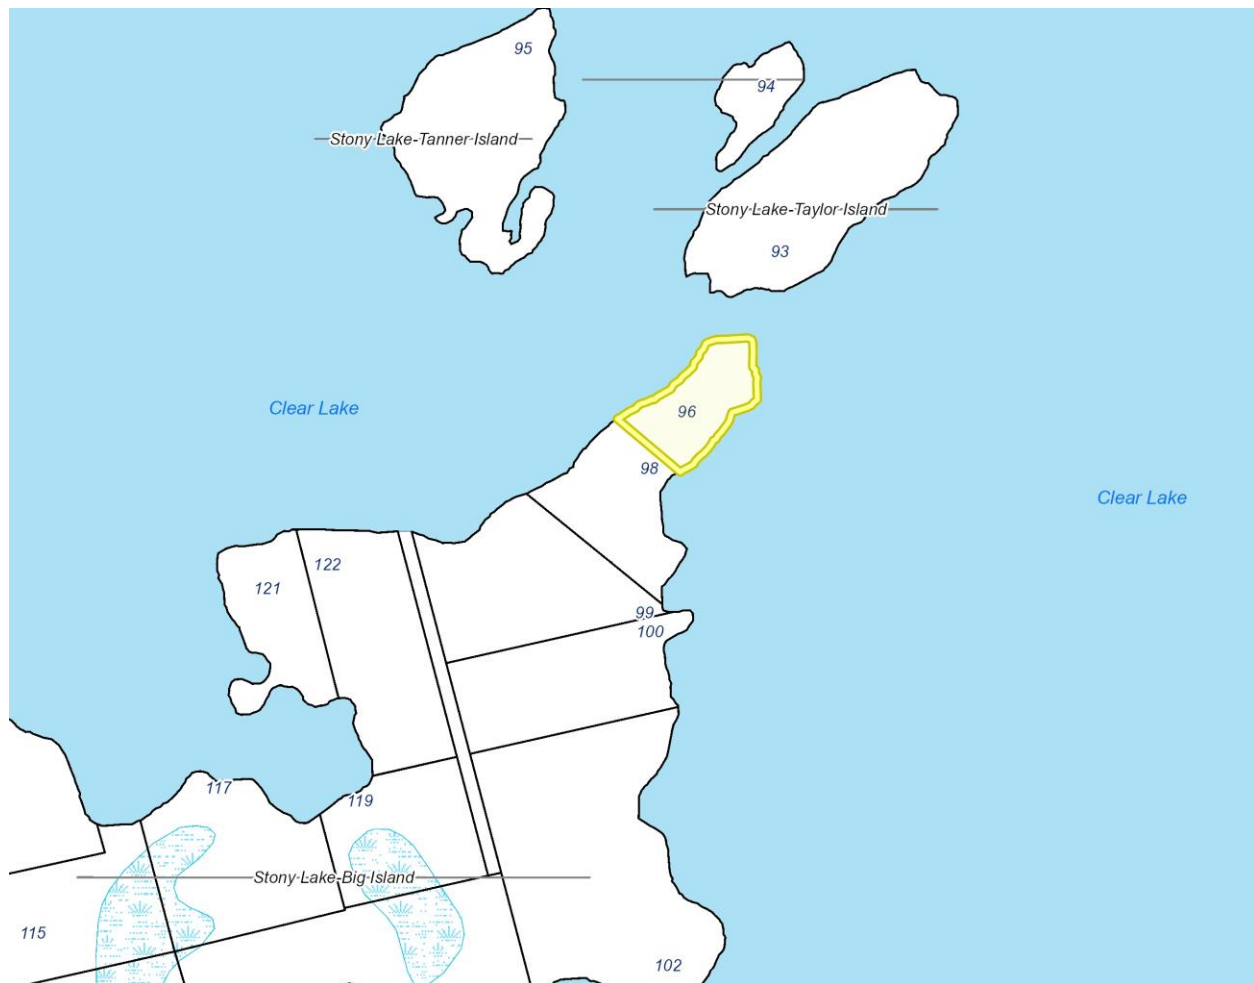 95
94
Stony Lake-Tanner Island
Stony Lake-Taylor Island
93
Clear Lake
96
98
Clear Lake
122
121
99
100
117
119
Stony Lake-Big Island
115
102